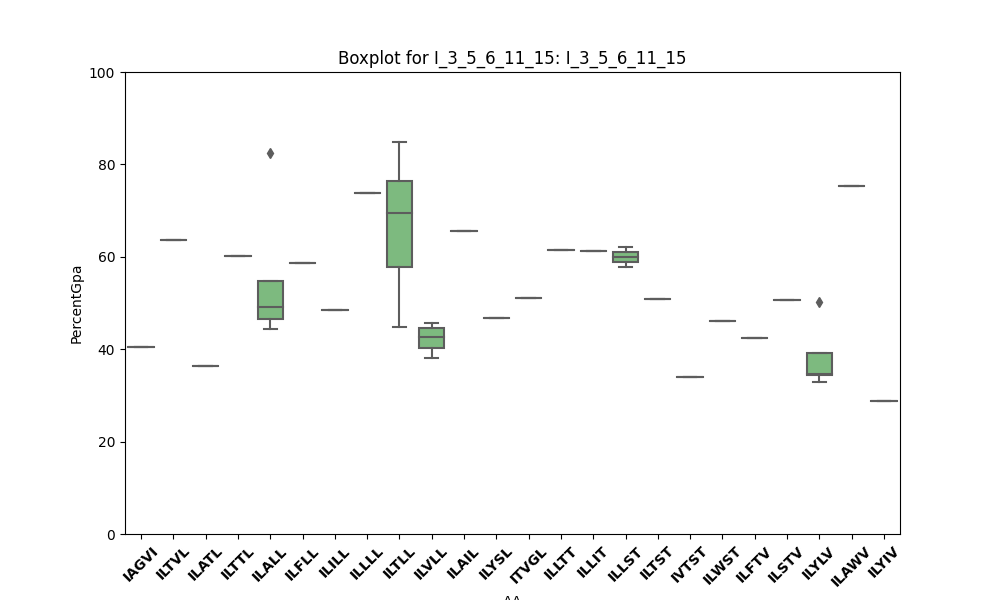 Boxplot for I_3_5_6_11_15: I_3_5_6_11_15
100
80
60
40
20
0
PercentGpa
IAGVI
ILTVL
ILATL
ILTTL
ILALL
ILFLL
ILILL
ILLLL
ILTLL
ILVLL
ILAIL
ILYSL
ITVGL
ILLTT
ILLIT
ILLST
ILTST
IVTST
ILWST
ILFTV
ILSTV
ILYLV
ILAWV
ILYIV
AA